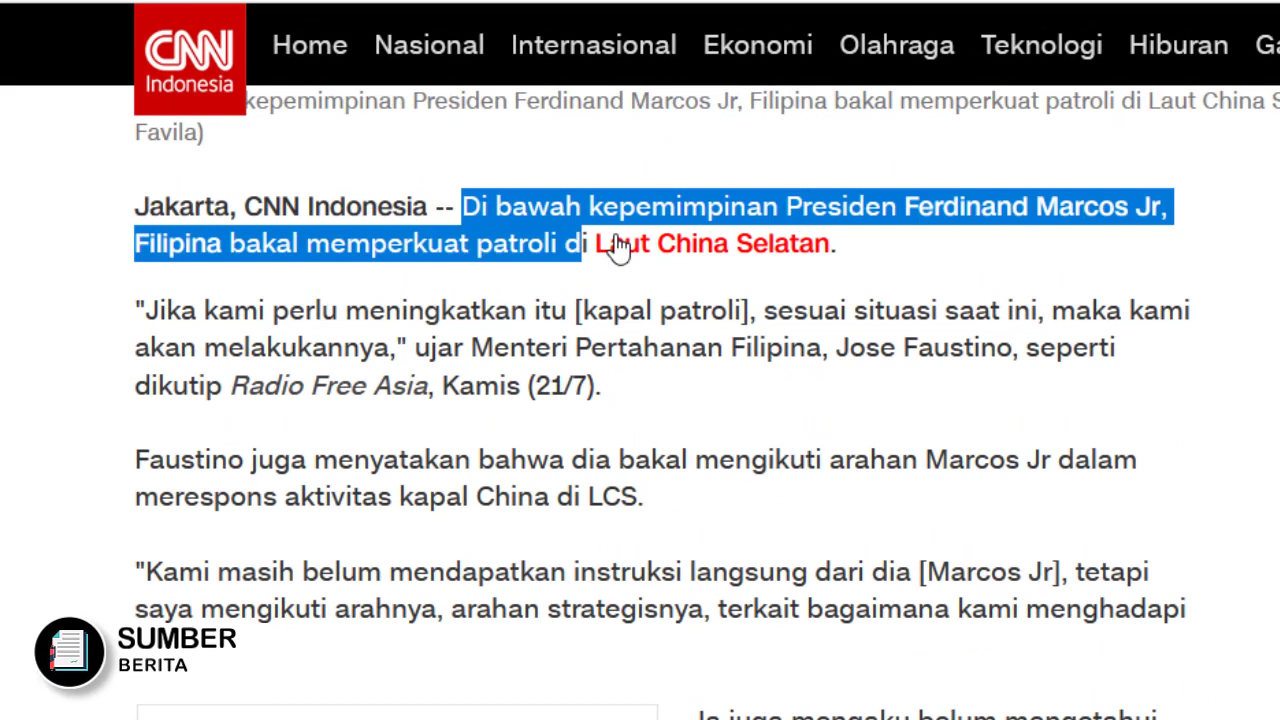 CNN Indonesia
Home Nasional Internasional Ekonomi Olahraga Teknologi Hiburan
kepemimpinan Presiden Ferdinand Marcos Jr, Filipina bakal memperkuat patroli di Laut China
Favila)
Jakarta, CNN Indonesia -- Di bawah kepemimpinan Presiden Ferdinand Marcos Jr,
Filipina bakal memperkuat patroli di Laut China Selatan.
"Jika kami perlu meningkatkan itu [kapal patroli], sesuai situasi saat ini, maka kami
akan melakukannya," ujar Menteri Pertahanan Filipina, Jose Faustino, seperti
dikutip Radio Free Asia, Kamis (21/7).
Faustino juga menyatakan bahwa dia bakal mengikuti arahan Marcos Jr dalam
merespons aktivitas kapal China di LCS.
"Kami masih belum mendapatkan instruksi langsung dari dia [Marcos Jr], tetapi
saya mengikuti arahnya, arahan strategisnya, terkait bagaimana kami menghadapi
SUMBER
BERITA
Ia juga mengaku belum mengetahui